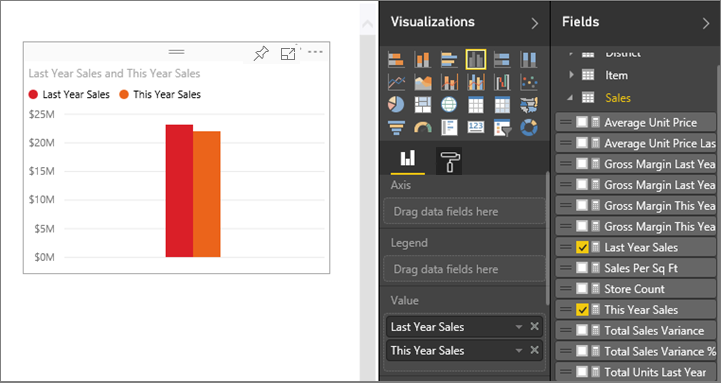 Visualizations
Fields
Last Year Sales and This Year Sales
Last Year Sales
This Year Sales
$25M
$20M
$15M
$10M
$5M
$0M
123
Axis
Drag data fields here
Legend
Drag data fields here
Value
Last Year Sales
This Year Sales
District
Item
Sales
Average Unit Price
Average Unit Price Las
Gross Margin Last Yea
Gross Margin Last Yea
Gross Margin This Yea
Gross Margin This Yea
Last Year Sales
Sales Per Sq Ft
Store Count
This Year Sales
Total Sales Variance
Total Sales Variance %
Total Units Last Year